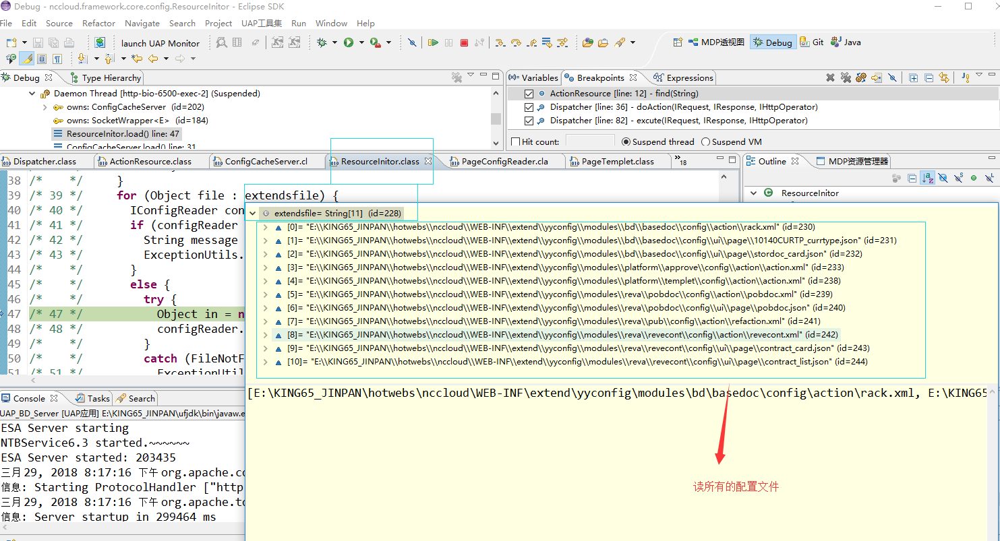 Debug - nccloud.framework.core.config.ResourceInitor - Eclipse SDK
File Edit Source Refactor Navigate Search Project UAP工具集 Run Window Help
launch UAP Monitor
MDP透视图 Debug Git Java
Debug Type Hierarchy
Daemon Thread [http-bio-6500-exec-2] (Suspended)
owns: ConfigCacheServer (id=202)
owns: SocketWrapper<E> (id=184)
ResourceInitor.load() line: 47
ConfigCacheServer.load() line: 31
(x)= Variables Breakpoints Expressions
ActionResource [line: 12] - find(String)
Dispatcher [line: 36] - doAction(IRequest, IResponse, IHttpOperator)
Dispatcher [line: 82] - excute(IRequest, IResponse, IHttpOperator)
Hit count: Suspend thread Suspend VM
Dispatcher.class ActionResource.class ConfigCacheServer.cl ResourceInitor.class PageConfigReader.cla PageTemplet.class »18
Outline MDP资源管理器
ResourceInitor
38 /* */ }
39 /* 39 */ for (Object file : extendsfile) {
40 /* 40 */ IConfigReader con
41 /* 41 */ if (configReader
42 /* 42 */ String message
43 /* 43 */ ExceptionUtils.
44 /* */ }
45 /* */ else {
46 /* */ try {
47 /* 47 */ Object in = n
48 /* 48 */ configReader.
49 /* */ }
50 /* */ catch (FileNotF
51 /* 51 */ ExceptionUtil
extendsfile= String[11] (id=228)
[0]= "E:\\KING65_JINPAN\\hotwebs\\nccloud\\WEB-INF\\extend\\yyconfig\\modules\\bd\\basedoc\\config\\action\\rack.xml" (id=230)
[1]= "E:\\KING65_JINPAN\\hotwebs\\nccloud\\WEB-INF\\extend\\yyconfig\\modules\\bd\\basedoc\\config\\ui\\page\\10140CURTP_currtype.json" (id=231)
[2]= "E:\\KING65_JINPAN\\hotwebs\\nccloud\\WEB-INF\\extend\\yyconfig\\modules\\bd\\basedoc\\config\\ui\\page\\stordoc_card.json" (id=232)
[3]= "E:\\KING65_JINPAN\\hotwebs\\nccloud\\WEB-INF\\extend\\yyconfig\\modules\\platform\\approve\\config\\action\\action.xml" (id=233)
[4]= "E:\\KING65_JINPAN\\hotwebs\\nccloud\\WEB-INF\\extend\\yyconfig\\modules\\platform\\templet\\config\\action\\action.xml" (id=238)
[5]= "E:\\KING65_JINPAN\\hotwebs\\nccloud\\WEB-INF\\extend\\yyconfig\\modules\\reva\\pobdoc\\config\\action\\pobdoc.xml" (id=239)
[6]= "E:\\KING65_JINPAN\\hotwebs\\nccloud\\WEB-INF\\extend\\yyconfig\\modules\\reva\\pobdoc\\config\\ui\\page\\pobdoc.json" (id=240)
[7]= "E:\\KING65_JINPAN\\hotwebs\\nccloud\\WEB-INF\\extend\\yyconfig\\modules\\reva\\pub\\config\\action\\refaction.xml" (id=241)
[8]= "E:\\KING65_JINPAN\\hotwebs\\nccloud\\WEB-INF\\extend\\yyconfig\\modules\\reva\\revecont\\config\\action\\revecont.xml" (id=242)
[9]= "E:\\KING65_JINPAN\\hotwebs\\nccloud\\WEB-INF\\extend\\yyconfig\\modules\\reva\\revecont\\config\\ui\\page\\contract_card.json" (id=243)
[10]= "E:\\KING65_JINPAN\\hotwebs\\nccloud\\WEB-INF\\extend\\yyconfig\\modules\\reva\\revecont\\config\\ui\\page\\contract_list.json" (id=244)
[E:\KING65_JINPAN\hotwebs\nccloud\WEB-INF\extend\yyconfig\modules\bd\basedoc\config\action\rack.xml, E:\KING65
读所有的配置文件
Console Tasks Search
UAP_BD_Server [UAP应用] E:\KING65_JINPAN\ufjdk\bin\javaw.e
ESA Server starting
NTBService6.3 started.~~~~~~
ESA Server started: 203435
三月 29, 2018 8:17:16 下午 org.apache.co
信息: Starting ProtocolHandler ["http
三月 29, 2018 8:17:16 下午 org.apache.to
信息: Server startup in 299464 ms